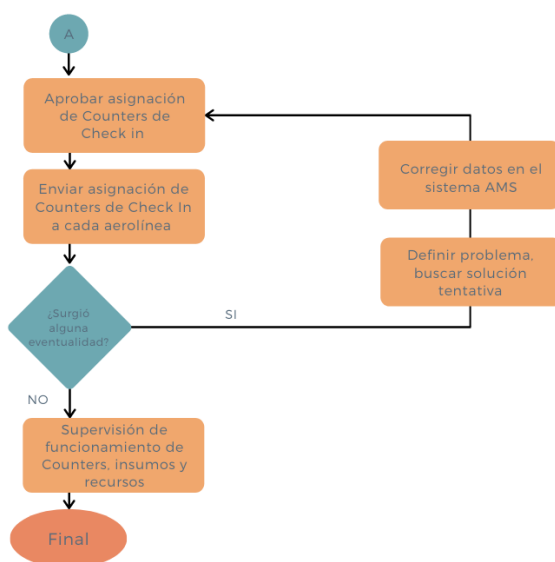 A
Aprobar asignación
de Counters de
Check in
Enviar asignación de
Counters de Check In
a cada aerolínea
¿Surgió
alguna
eventualidad?
SI
Definir problema,
buscar solución
tentativa
Corregir datos en el
sistema AMS
NO
Supervisión de
funcionamiento de
Counters, insumos y
recursos
Final